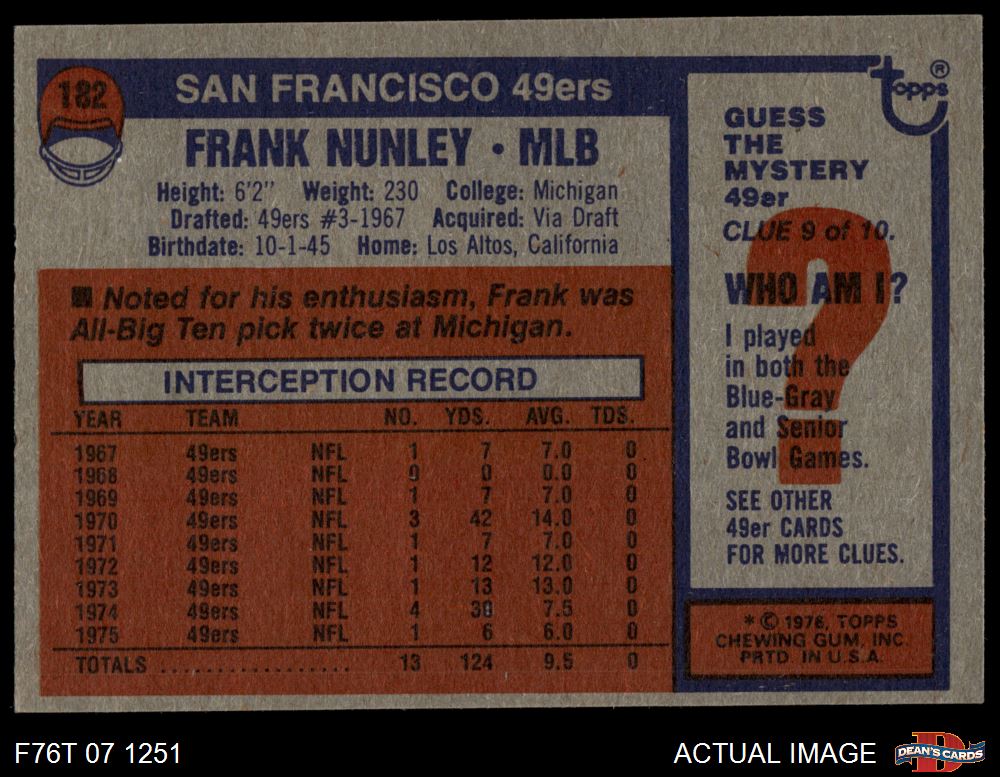 182
SAN FRANCISCO 49ers
FRANK NUNLEY • MLB
Height: 6'2" Weight: 230 College: Michigan
Drafted: 49ers #3-1967 Acquired: Via Draft
Birthdate: 10-1-45 Home: Los Altos, California
■ Noted for his enthusiasm, Frank was
All-Big Ten pick twice at Michigan.
INTERCEPTION RECORD
YEAR TEAM NO. YDS. AVG. TDS.
1967 49ers NFL 1 7 7.0 0
1968 49ers NFL 0 0 0.0 0
1969 49ers NFL 1 7 7.0 0
1970 49ers NFL 3 42 14.0 0
1971 49ers NFL 1 7 7.0 0
1972 49ers NFL 1 12 12.0 0
1973 49ers NFL 1 13 13.0 0
1974 49ers NFL 4 30 7.5 0
1975 49ers NFL 1 6 6.0 0
TOTALS .................. 13 124 9.5 0
topps ®
GUESS
THE
MYSTERY
49er
CLUE 9 of 10.
?
WHO AM I?
I played
in both the
Blue-Gray
and Senior
Bowl Games.
SEE OTHER
49er CARDS
FOR MORE CLUES.
* © 1976, TOPPS
CHEWING GUM, INC.
PRTD. IN U.S.A.
F76T 07 1251
ACTUAL IMAGE
D
DEAN'S CARDS